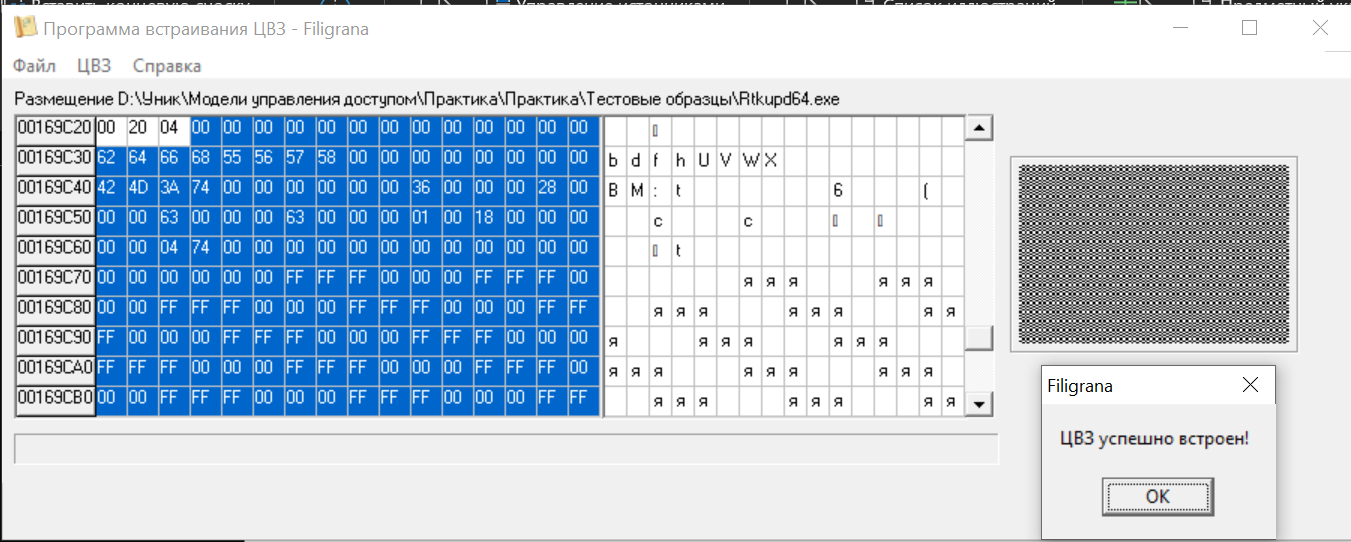 Вставить концевую сноску Управление источниками Список иллюстраций
Программа встраивания ЦВЗ - Filigrana
Файл ЦВЗ Справка
Размещение D:\Уник\Модели управления доступом\Практика\Практика\Тестовые образцы\Rtkupd64.exe
00169C20 00 20 04 00 00 00 00 00 00 00 00 00 00 00 00 00
00169C30 62 64 66 68 55 56 57 58 00 00 00 00 00 00 00 00 b d f h U V W X
00169C40 42 4D 3A 74 00 00 00 00 00 00 36 00 00 00 28 00 B M : t 6 (
00169C50 00 00 63 00 00 00 63 00 00 00 01 00 18 00 00 00 c c
00169C60 00 00 04 74 00 00 00 00 00 00 00 00 00 00 00 00 t
00169C70 00 00 00 00 00 00 FF FF FF 00 00 00 FF FF FF 00 я я я я я я
00169C80 00 00 FF FF FF 00 00 00 FF FF FF 00 00 00 FF FF я я я я я я я я
00169C90 FF 00 00 00 FF FF FF 00 00 00 FF FF FF 00 00 00 я я я я я я я
00169CA0 FF FF FF 00 00 00 FF FF FF 00 00 00 FF FF FF 00 я я я я я я я я я
00169CB0 00 00 FF FF FF 00 00 00 FF FF FF 00 00 00 FF FF я я я я я я я я
Filigrana
ЦВЗ успешно встроен!
OK